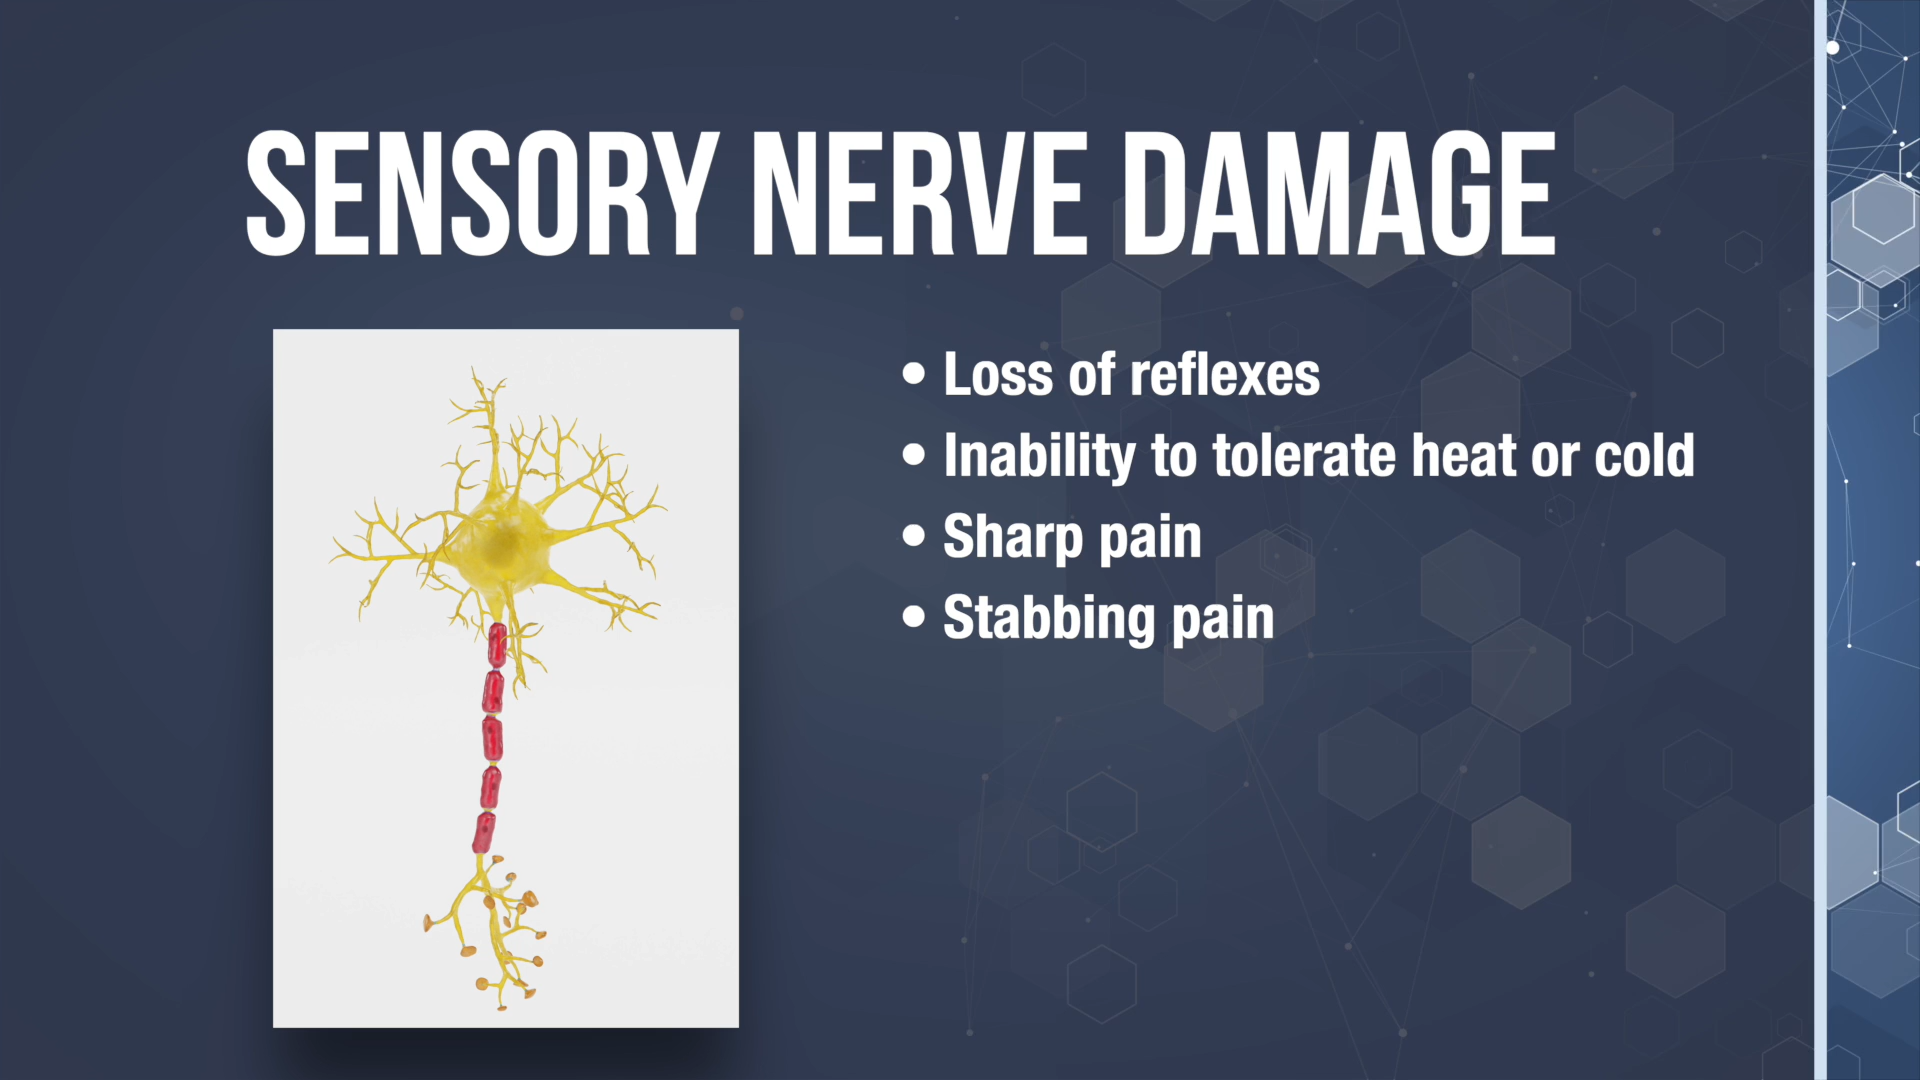 SENSORY NERVE DAMAGE
• Loss of reflexes
• Inability to tolerate heat or cold
• Sharp pain
• Stabbing pain